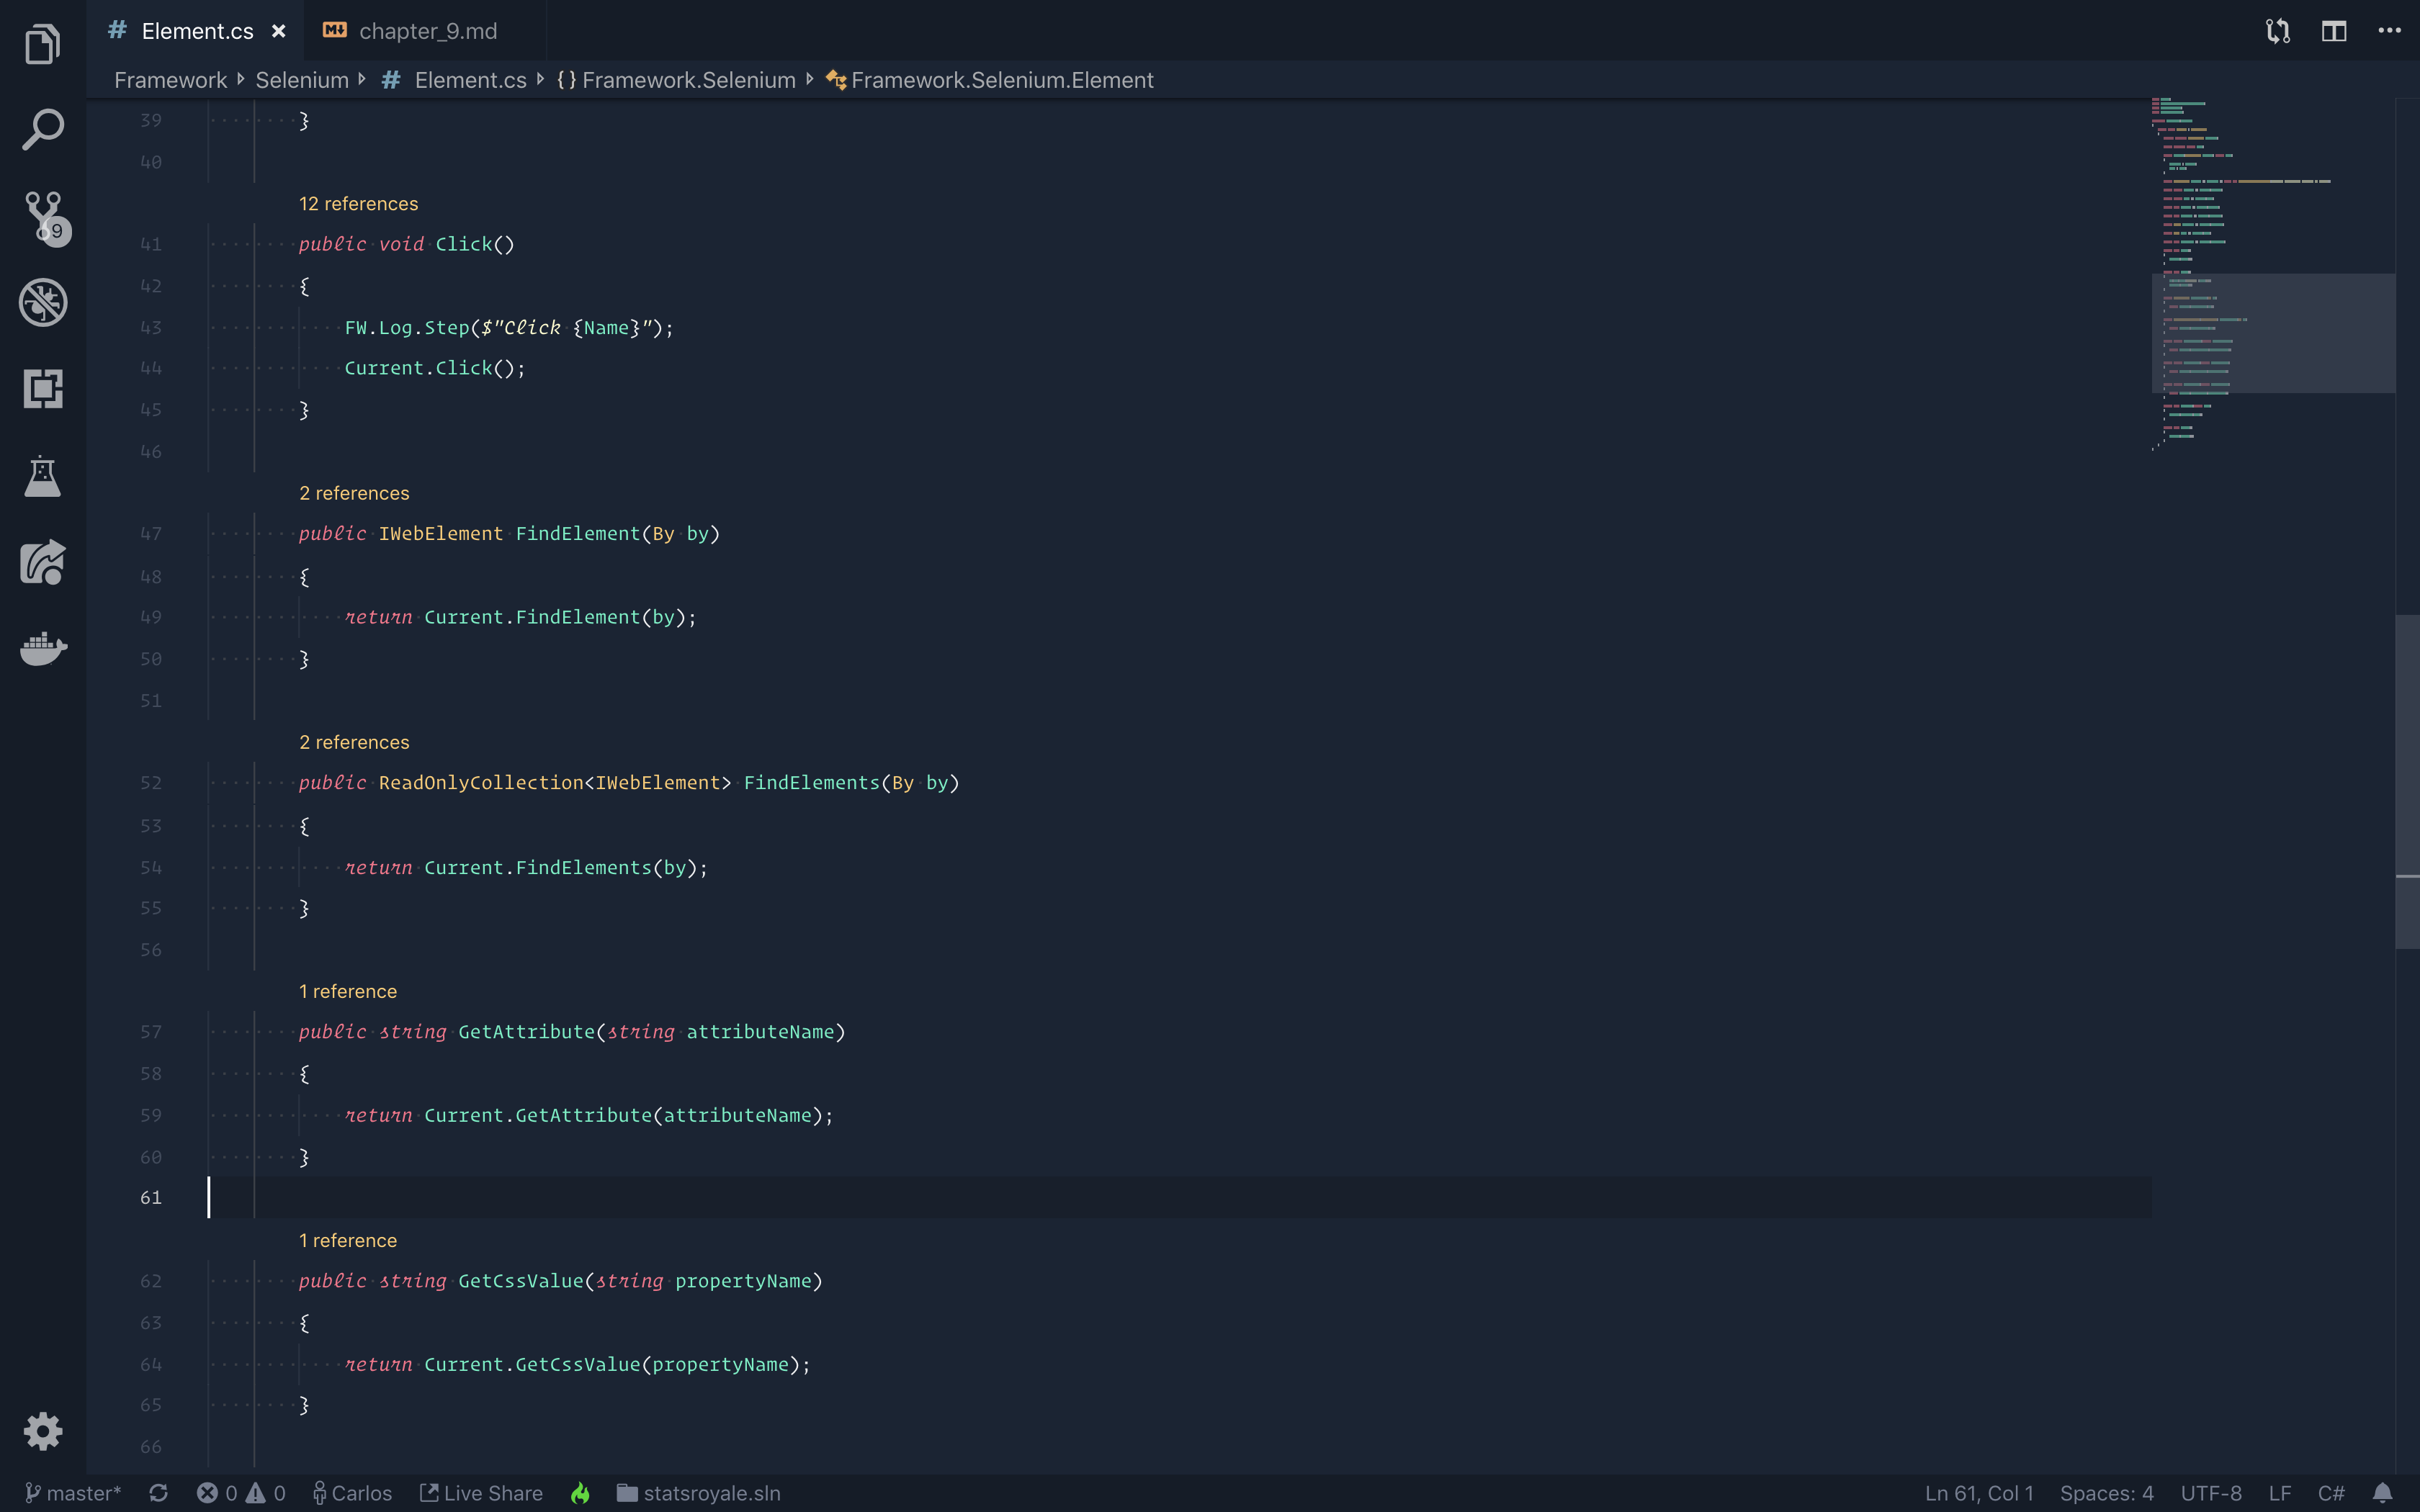 # Element.cs × chapter_9.md
Framework Selenium # Element.cs {} Framework.Selenium Framework.Selenium.Element
39 }
40
12 references
41 public void Click()
42 {
43 FW.Log.Step($"Click {Name}");
44 Current.Click();
45 }
46
2 references
47 public IWebElement FindElement(By by)
48 {
49 return Current.FindElement(by);
50 }
51
2 references
52 public ReadOnlyCollection<IWebElement> FindElements(By by)
53 {
54 return Current.FindElements(by);
55 }
56
1 reference
57 public string GetAttribute(string attributeName)
58 {
59 return Current.GetAttribute(attributeName);
60 }
61
1 reference
62 public string GetCssValue(string propertyName)
63 {
64 return Current.GetCssValue(propertyName);
65 }
66
9
master* 0 0 Carlos Live Share statsroyale.sln Ln 61, Col 1 Spaces: 4 UTF-8 LF C#